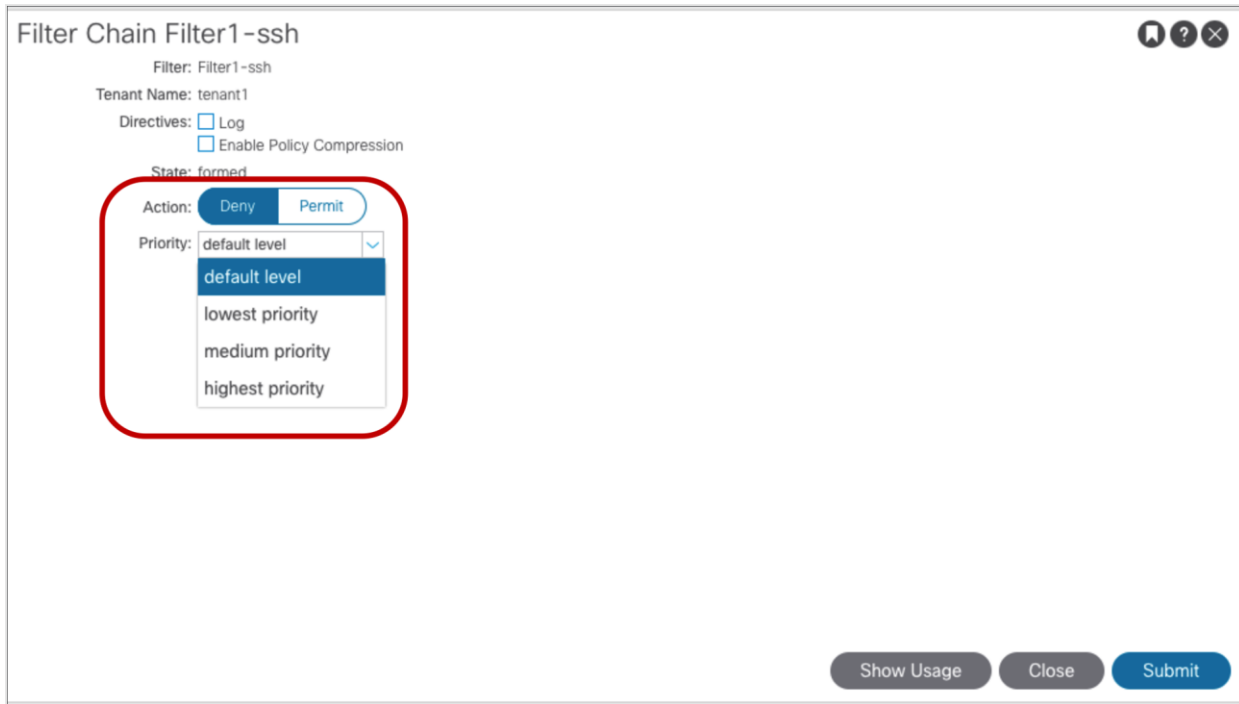 Filter Chain Filter1-ssh
Filter: Filter1-ssh
Tenant Name: tenant1
Directives: Log
Enable Policy Compression
State: formed
Action: Deny Permit
Priority: default level
default level
lowest priority
medium priority
highest priority
Show Usage Close Submit